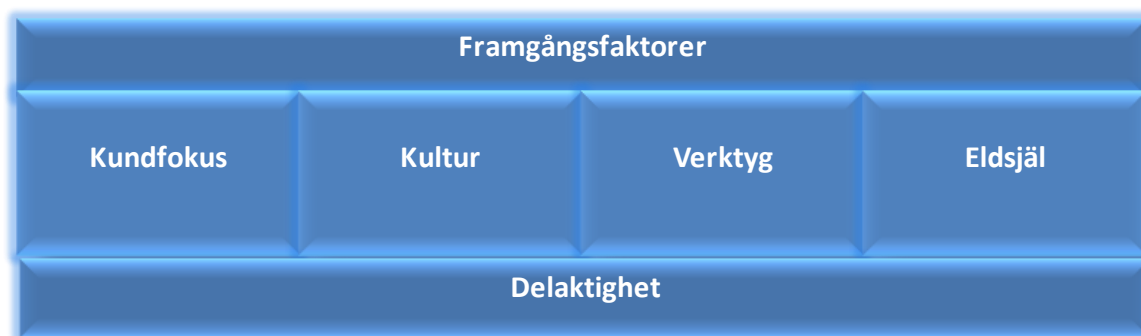 Framgångsfaktorer
Kundfokus
Kultur
Verktyg
Eldsjäl
Delaktighet